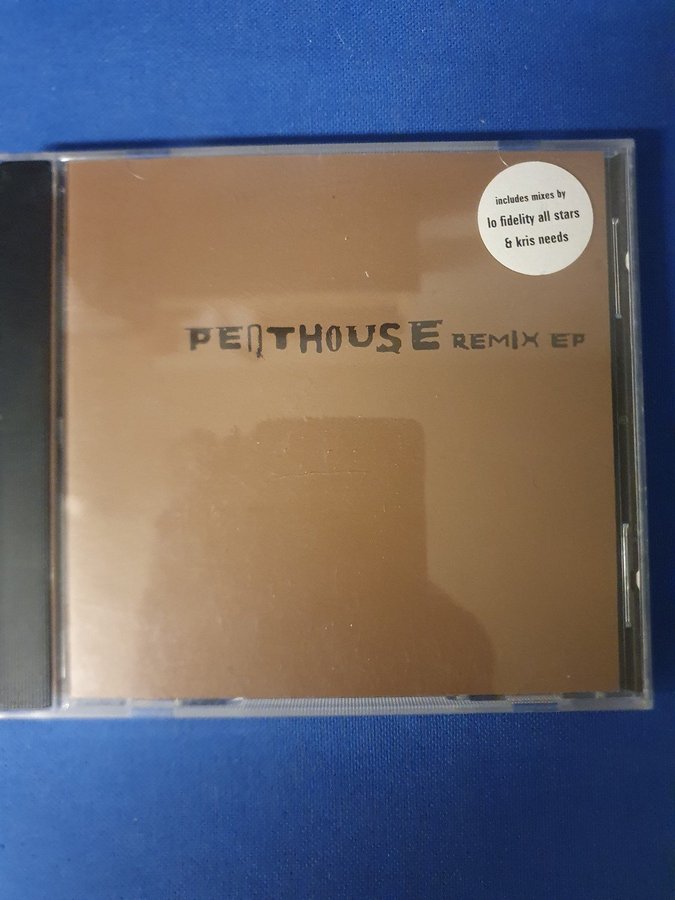 includes mixes by
lo fidelity all stars
& kris needs
PENTHOUSE REMIX EP